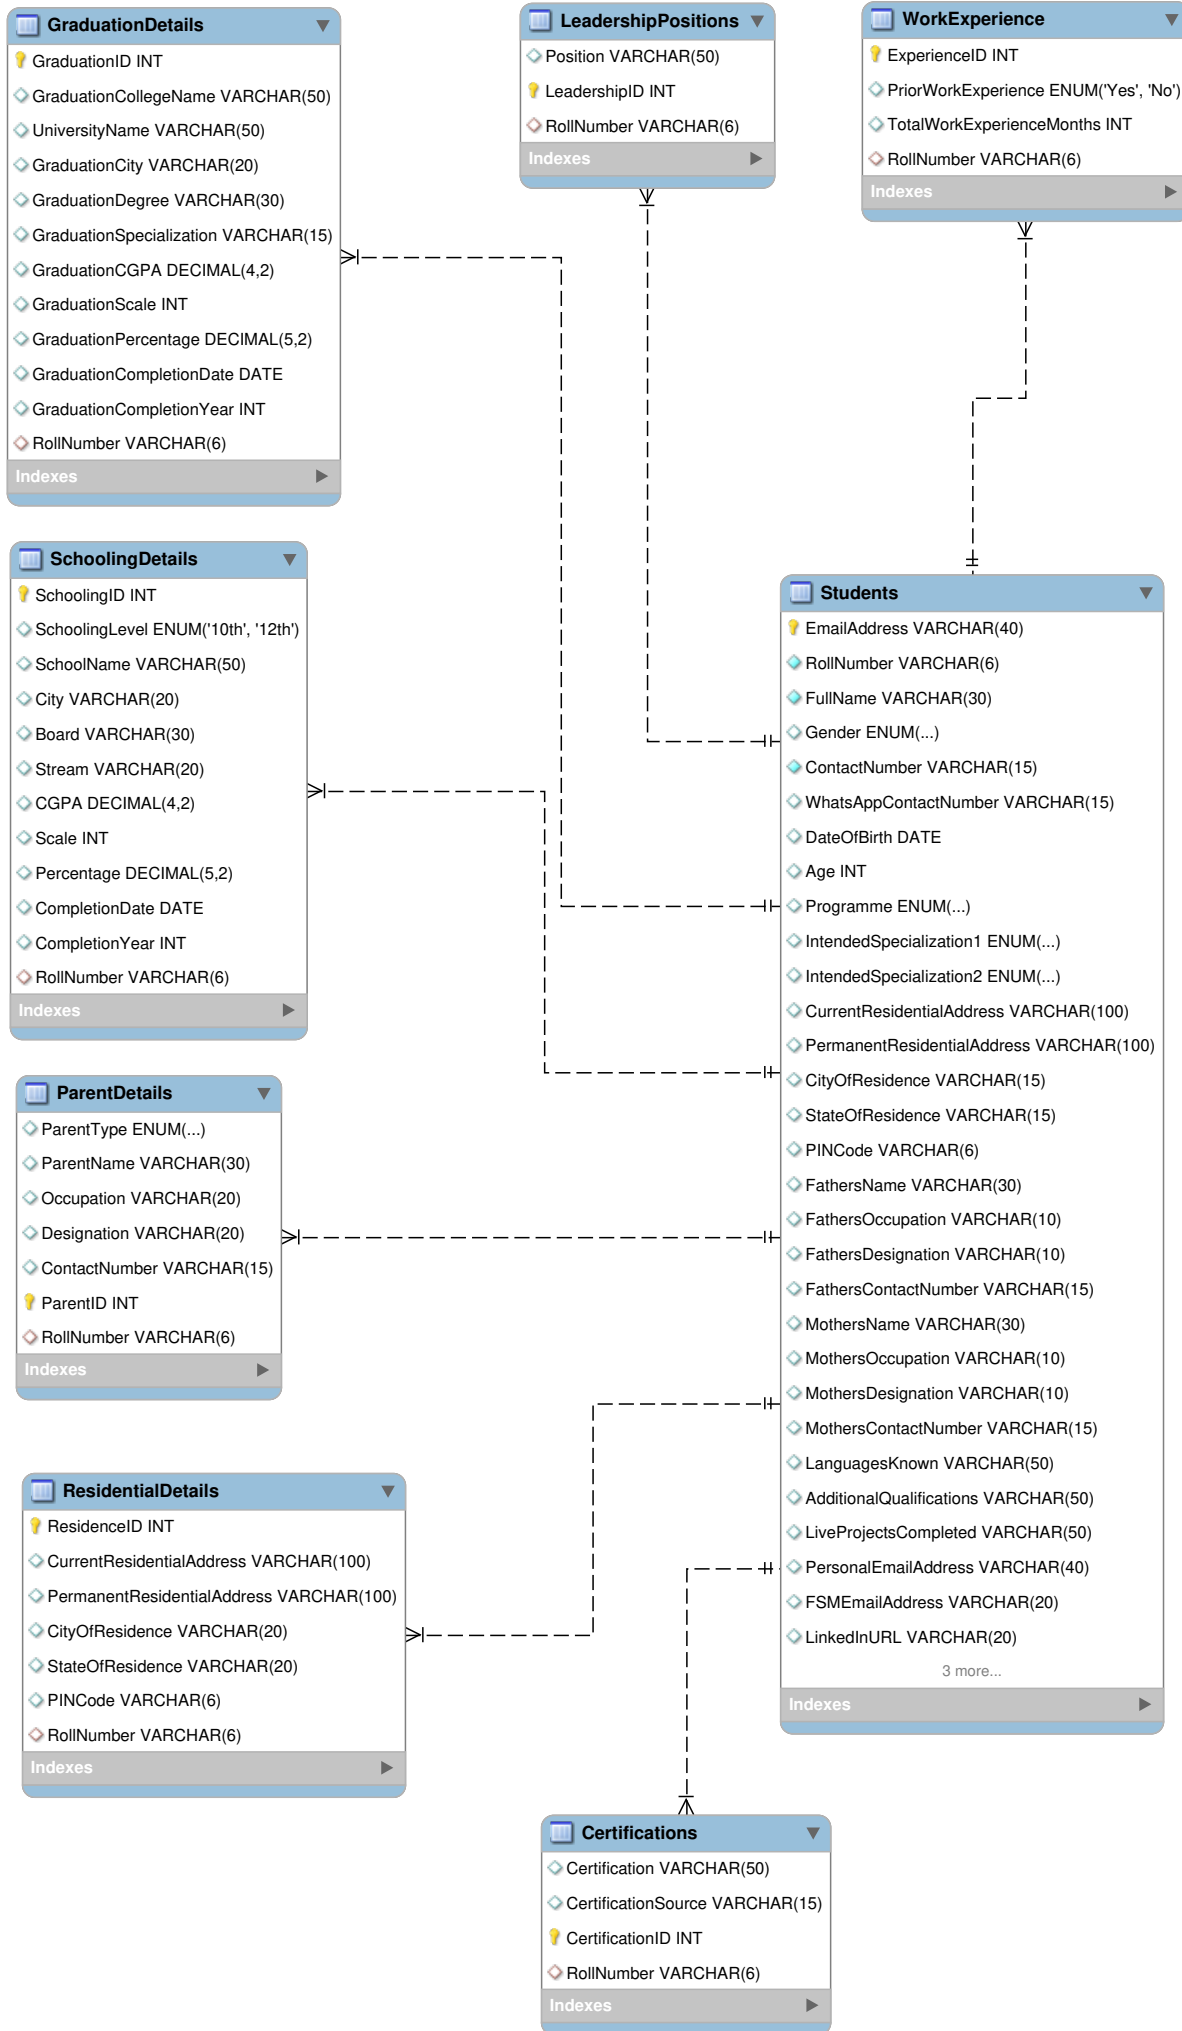 GraduationDetails
GraduationID INT
GraduationCollegeName VARCHAR(50)
UniversityName VARCHAR(50)
GraduationCity VARCHAR(20)
GraduationDegree VARCHAR(30)
GraduationSpecialization VARCHAR(15)
GraduationCGPA DECIMAL(4,2)
GraduationScale INT
GraduationPercentage DECIMAL(5,2)
GraduationCompletionDate DATE
GraduationCompletionYear INT
RollNumber VARCHAR(6)
Indexes
LeadershipPositions
Position VARCHAR(50)
LeadershipID INT
RollNumber VARCHAR(6)
Indexes
WorkExperience
ExperienceID INT
PriorWorkExperience ENUM('Yes', 'No')
TotalWorkExperienceMonths INT
RollNumber VARCHAR(6)
Indexes
SchoolingDetails
SchoolingID INT
SchoolingLevel ENUM('10th', '12th')
SchoolName VARCHAR(50)
City VARCHAR(20)
Board VARCHAR(30)
Stream VARCHAR(20)
CGPA DECIMAL(4,2)
Scale INT
Percentage DECIMAL(5,2)
CompletionDate DATE
CompletionYear INT
RollNumber VARCHAR(6)
Indexes
Students
EmailAddress VARCHAR(40)
RollNumber VARCHAR(6)
FullName VARCHAR(30)
Gender ENUM(...)
ContactNumber VARCHAR(15)
WhatsAppContactNumber VARCHAR(15)
DateOfBirth DATE
Age INT
Programme ENUM(...)
IntendedSpecialization1 ENUM(...)
IntendedSpecialization2 ENUM(...)
CurrentResidentialAddress VARCHAR(100)
PermanentResidentialAddress VARCHAR(100)
CityOfResidence VARCHAR(15)
StateOfResidence VARCHAR(15)
PINCode VARCHAR(6)
FathersName VARCHAR(30)
FathersOccupation VARCHAR(10)
FathersDesignation VARCHAR(10)
FathersContactNumber VARCHAR(15)
MothersName VARCHAR(30)
MothersOccupation VARCHAR(10)
MothersDesignation VARCHAR(10)
MothersContactNumber VARCHAR(15)
LanguagesKnown VARCHAR(50)
AdditionalQualifications VARCHAR(50)
LiveProjectsCompleted VARCHAR(50)
PersonalEmailAddress VARCHAR(40)
FSMEmailAddress VARCHAR(20)
LinkedInURL VARCHAR(20)
3 more...
Indexes
ParentDetails
ParentType ENUM(...)
ParentName VARCHAR(30)
Occupation VARCHAR(20)
Designation VARCHAR(20)
ContactNumber VARCHAR(15)
ParentID INT
RollNumber VARCHAR(6)
Indexes
ResidentialDetails
ResidenceID INT
CurrentResidentialAddress VARCHAR(100)
PermanentResidentialAddress VARCHAR(100)
CityOfResidence VARCHAR(20)
StateOfResidence VARCHAR(20)
PINCode VARCHAR(6)
RollNumber VARCHAR(6)
Indexes
Certifications
Certification VARCHAR(50)
CertificationSource VARCHAR(15)
CertificationID INT
RollNumber VARCHAR(6)
Indexes